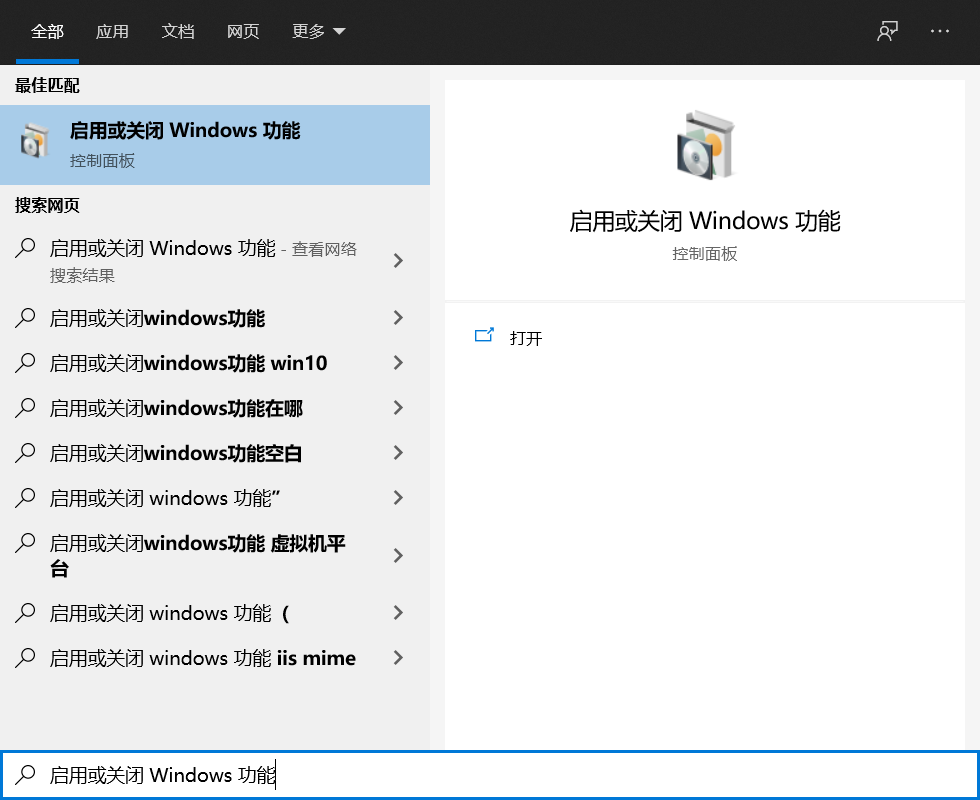 全部 应用 文档 网页 更多
最佳匹配
启用或关闭 Windows 功能
控制面板
搜索网页
启用或关闭 Windows 功能 - 查看网络
搜索结果
启用或关闭windows功能
启用或关闭windows功能 win10
启用或关闭windows功能在哪
启用或关闭windows功能空白
启用或关闭 windows 功能”
启用或关闭windows功能 虚拟机平
台
启用或关闭 windows 功能（
启用或关闭 windows 功能 iis mime
启用或关闭 Windows 功能
控制面板
打开
启用或关闭 Windows 功能